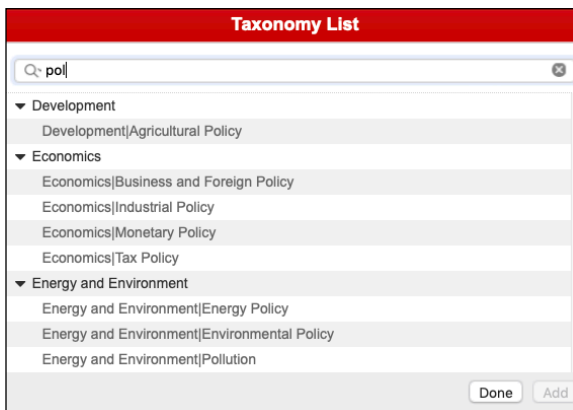 Taxonomy List
pol
Development
Development|Agricultural Policy
Economics
Economics|Business and Foreign Policy
Economics|Industrial Policy
Economics|Monetary Policy
Economics|Tax Policy
Energy and Environment
Energy and Environment|Energy Policy
Energy and Environment|Environmental Policy
Energy and Environment|Pollution
Done Add